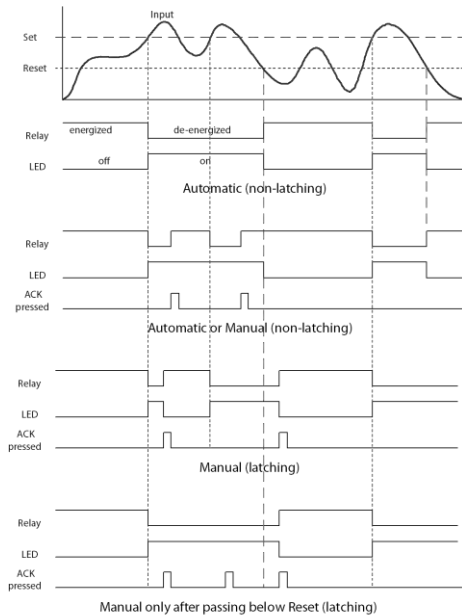 Input
Set
Reset
energized
de-energized
Relay
off
on
LED
Automatic (non-latching)
Relay
LED
ACK
pressed
Automatic or Manual (non-latching)
Relay
LED
ACK
pressed
Manual (latching)
Relay
LED
ACK
pressed
Manual only after passing below Reset (latching)